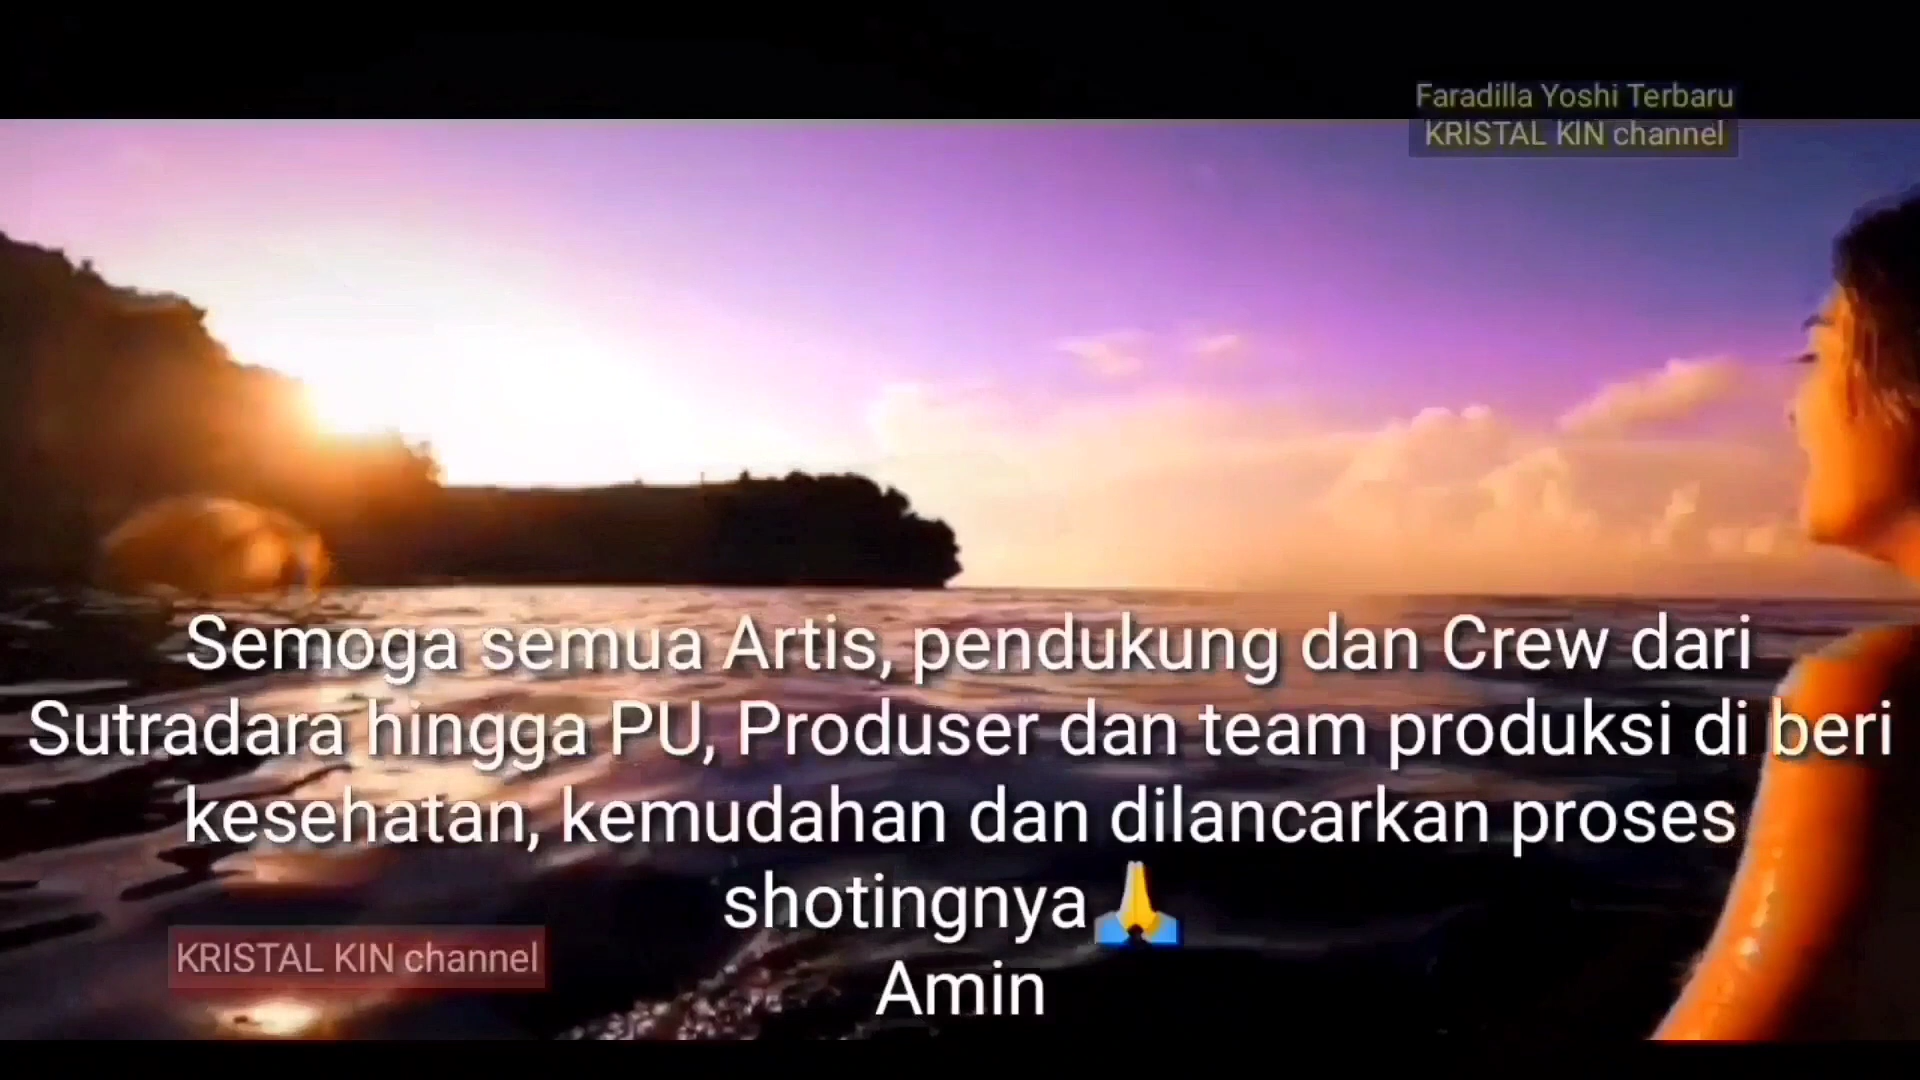 Faradilla Yoshi Terbaru
KRISTAL KIN channel
Semoga semua Artis, pendukung dan Crew dari
Sutradara hingga PU, Produser dan team produksi di beri
kesehatan, kemudahan dan dilancarkan proses
shotingnya🙏
KRISTAL KIN channel
Amin